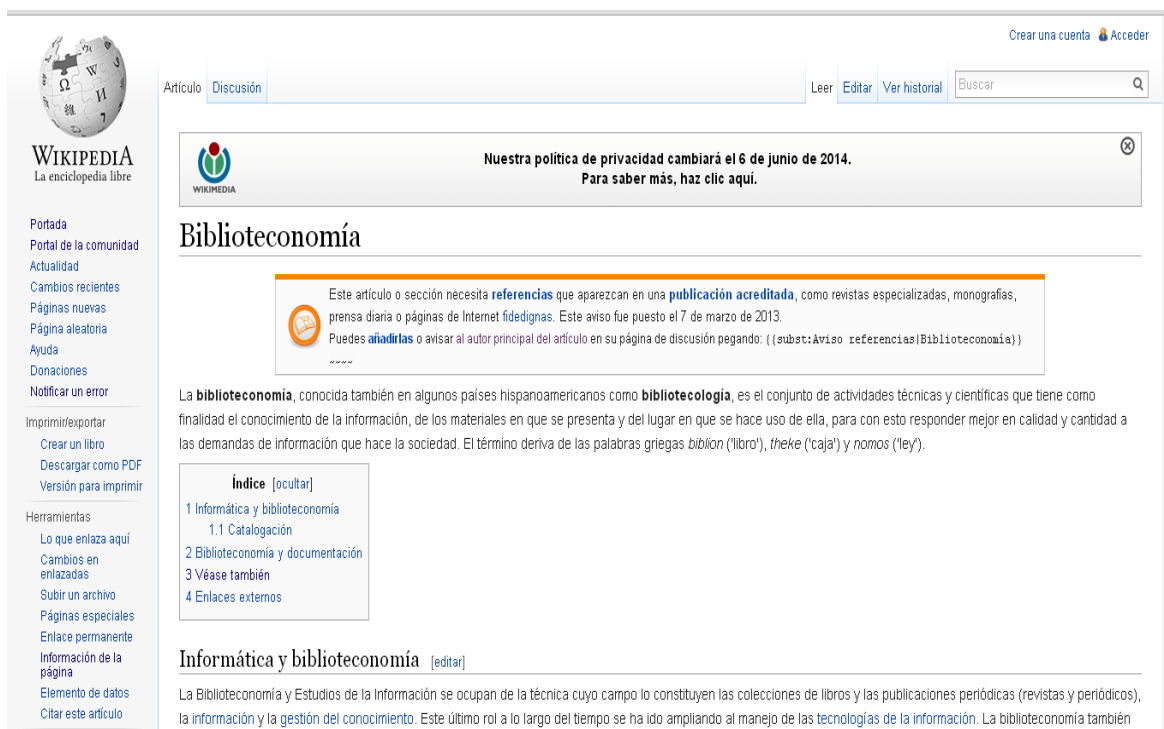 Crear una cuenta Acceder
Artículo Discusión Leer Editar Ver historial Buscar
WIKIPEDIA
La enciclopedia libre
Portada
Portal de la comunidad
Actualidad
Cambios recientes
Páginas nuevas
Página aleatoria
Ayuda
Donaciones
Notificar un error
Imprimir/exportar
Crear un libro
Descargar como PDF
Versión para imprimir
Herramientas
Lo que enlaza aquí
Cambios en
enlazadas
Subir un archivo
Páginas especiales
Enlace permanente
Información de la
página
Elemento de datos
Citar este artículo
WIKIMEDIA
Nuestra política de privacidad cambiará el 6 de junio de 2014.
Para saber más, haz clic aquí.
Biblioteconomía
Este artículo o sección necesita referencias que aparezcan en una publicación acreditada, como revistas especializadas, monografías,
prensa diaria o páginas de Internet fidedignas. Este aviso fue puesto el 7 de marzo de 2013.
Puedes añadirlas o avisar al autor principal del artículo en su página de discusión pegando: {{subst:Aviso referencias|Biblioteconomía}}
~~~~
La biblioteconomía, conocida también en algunos países hispanoamericanos como bibliotecología, es el conjunto de actividades técnicas y científicas que tiene como
finalidad el conocimiento de la información, de los materiales en que se presenta y del lugar en que se hace uso de ella, para con esto responder mejor en calidad y cantidad a
las demandas de información que hace la sociedad. El término deriva de las palabras griegas biblion ('libro'), theke ('caja') y nomos ('ley').
Índice [ocultar]
1 Informática y biblioteconomía
1.1 Catalogación
2 Biblioteconomía y documentación
3 Véase también
4 Enlaces externos
Informática y biblioteconomía [editar]
La Biblioteconomía y Estudios de la Información se ocupan de la técnica cuyo campo lo constituyen las colecciones de libros y las publicaciones periódicas (revistas y periódicos),
la información y la gestión del conocimiento. Este último rol a lo largo del tiempo se ha ido ampliando al manejo de las tecnologías de la información. La biblioteconomía también